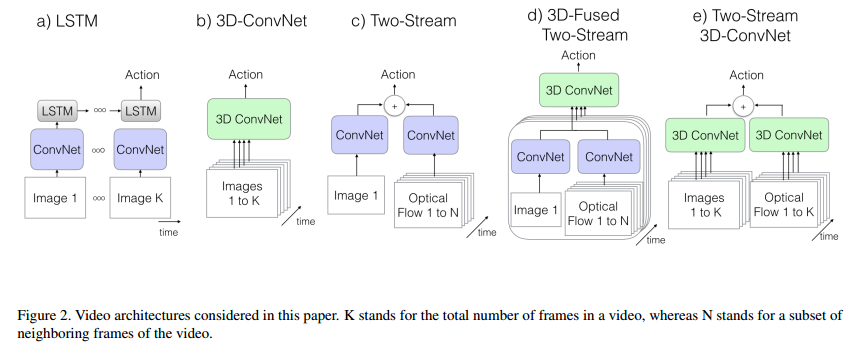 a) LSTM
Action
LSTM
LSTM
ConvNet
ConvNet
Image 1
Image K
time
b) 3D-ConvNet
Action
3D ConvNet
Images
1 to K
time
c) Two-Stream
Action
+
ConvNet
ConvNet
Image 1
Optical
Flow 1 to N
time
d) 3D-Fused
Two-Stream
Action
3D ConvNet
ConvNet
ConvNet
Image 1
Optical
Flow 1 to N
time
e) Two-Stream
3D-ConvNet
Action
+
3D ConvNet
3D ConvNet
Images
1 to K
Optical
Flow 1 to K
time
Figure 2. Video architectures considered in this paper. K stands for the total number of frames in a video, whereas N stands for a subset of
neighboring frames of the video.